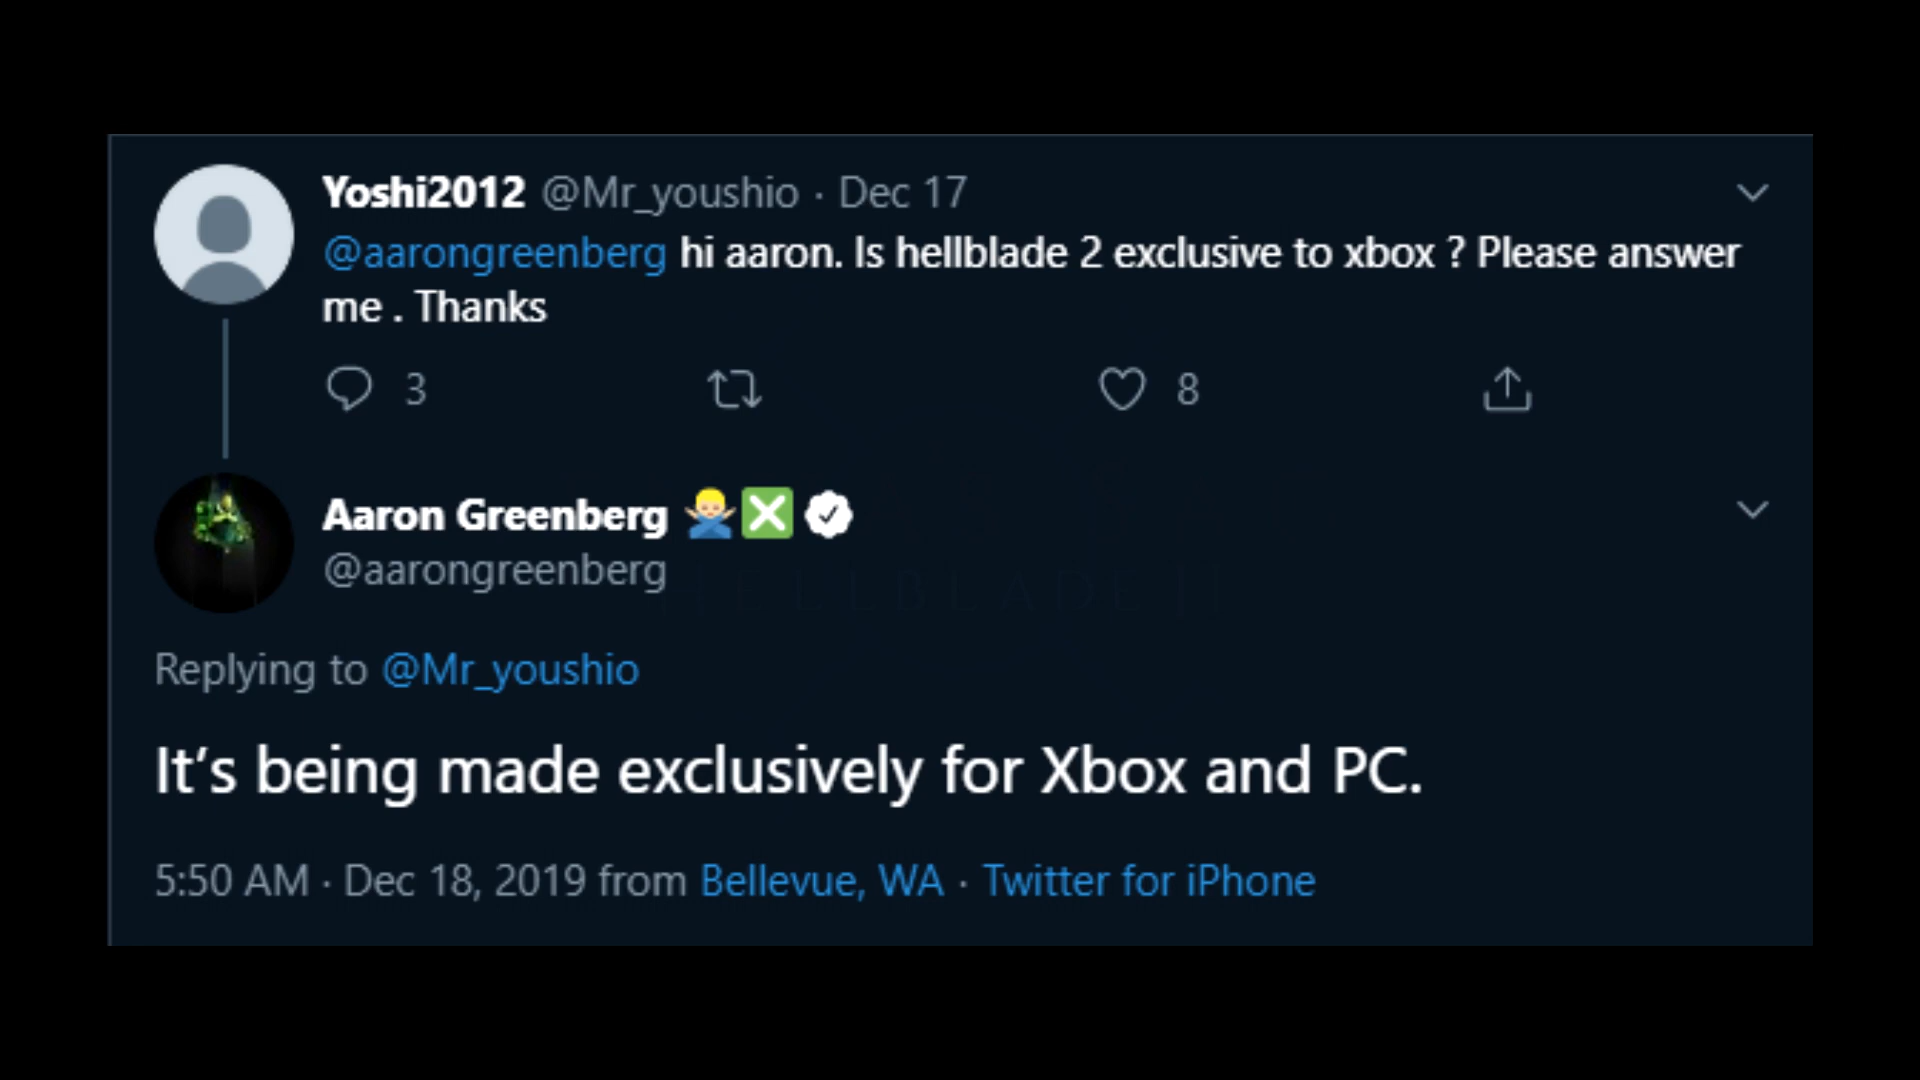 Yoshi2012 @Mr_youshio · Dec 17
@aarongreenberg hi aaron. Is hellblade 2 exclusive to xbox ? Please answer
me . Thanks
3 8
Aaron Greenberg 🙅🏼‍♂️❎
@aarongreenberg
HELLBLADE
Replying to @Mr_youshio
It’s being made exclusively for Xbox and PC.
5:50 AM · Dec 18, 2019 from Bellevue, WA · Twitter for iPhone